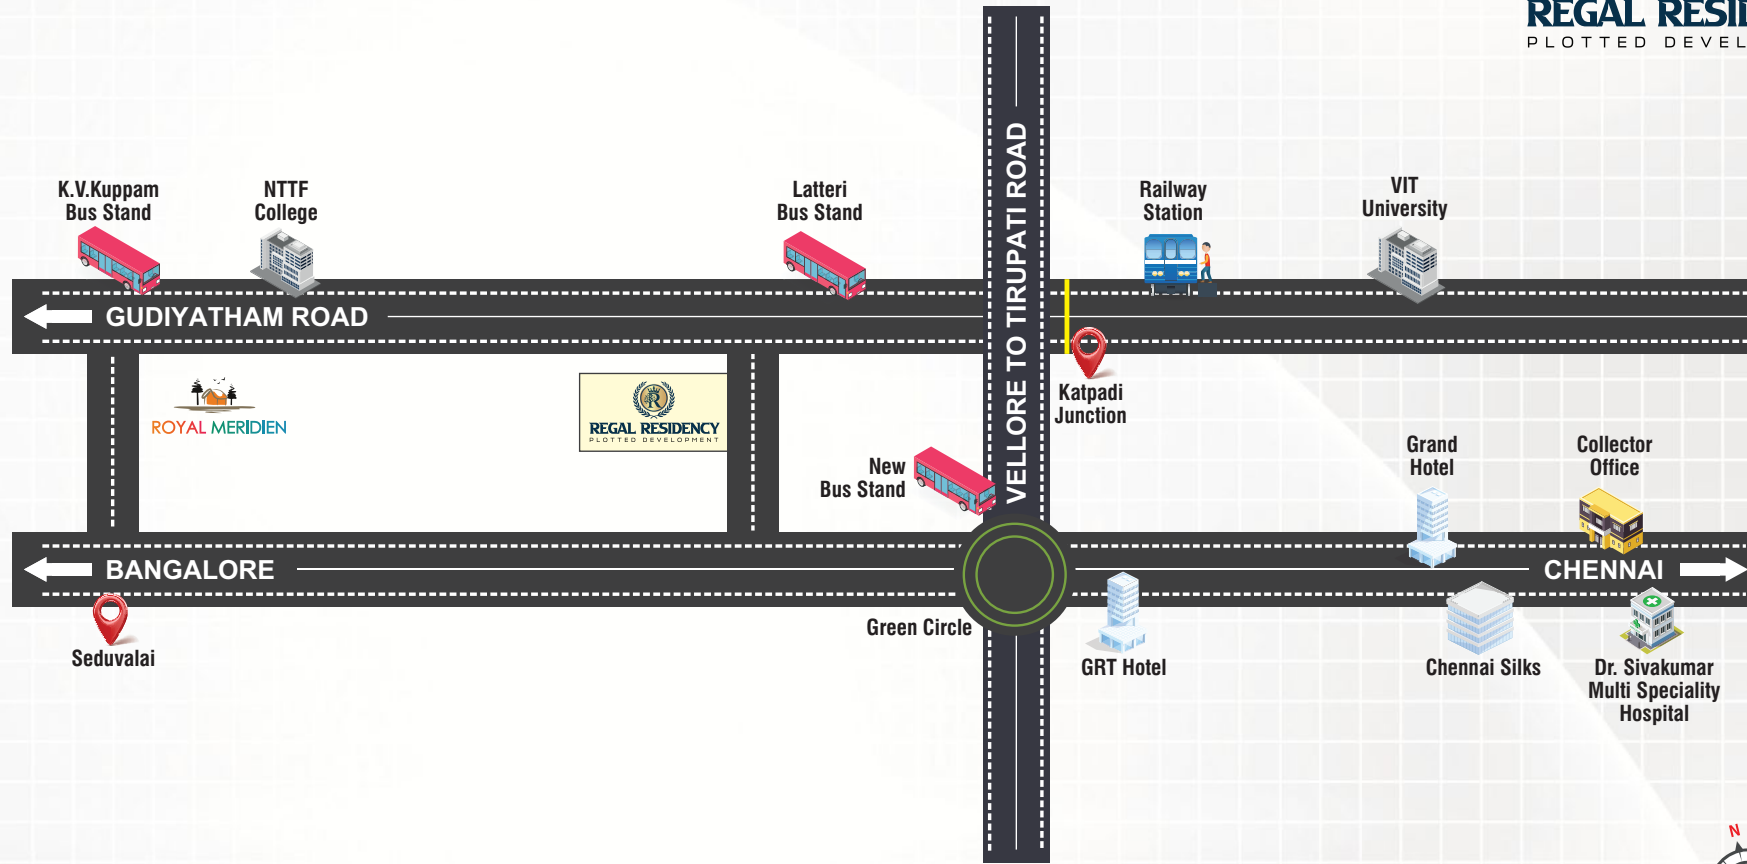 REGAL RESID
PLOTTED DEVEL
VELLORE TO TIRUPATI ROAD
K.V.Kuppam
Bus Stand
NTTF
College
Latteri
Bus Stand
Railway
Station
VIT
University
GUDIYATHAM ROAD
ROYAL MERIDIEN
R
REGAL RESIDENCY
PLOTTED DEVELOPMENT
Katpadi
Junction
New
Bus Stand
Grand
Hotel
Collector
Office
BANGALORE
CHENNAI
Seduvalai
Green Circle
GRT Hotel
Chennai Silks
Dr. Sivakumar
Multi Speciality
Hospital
N